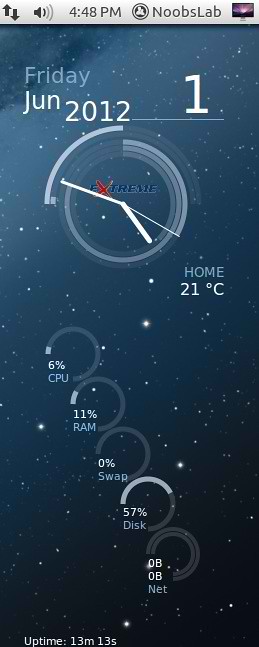 4:48 PM NoobsLab
Friday
Jun 2012 1
EXTREME
HOME
21 °C
6%
CPU
11%
RAM
0%
Swap
57%
Disk
0B
0B
Net
Uptime: 13m 13s